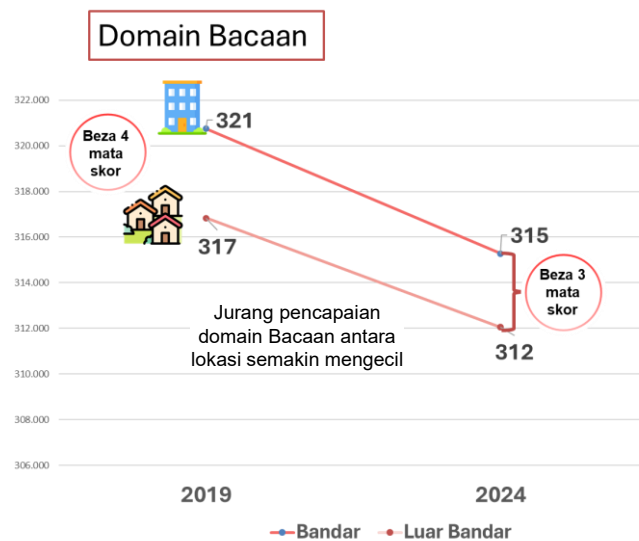 Domain Bacaan
322.000
320.000
318.000
316.000
314.000
312.000
310.000
308.000
306.000
Beza 4
mata
skor
321
317
315
312
Beza 3
mata
skor
Jurang pencapaian
domain Bacaan antara
lokasi semakin mengecil
2019
2024
Bandar
Luar Bandar